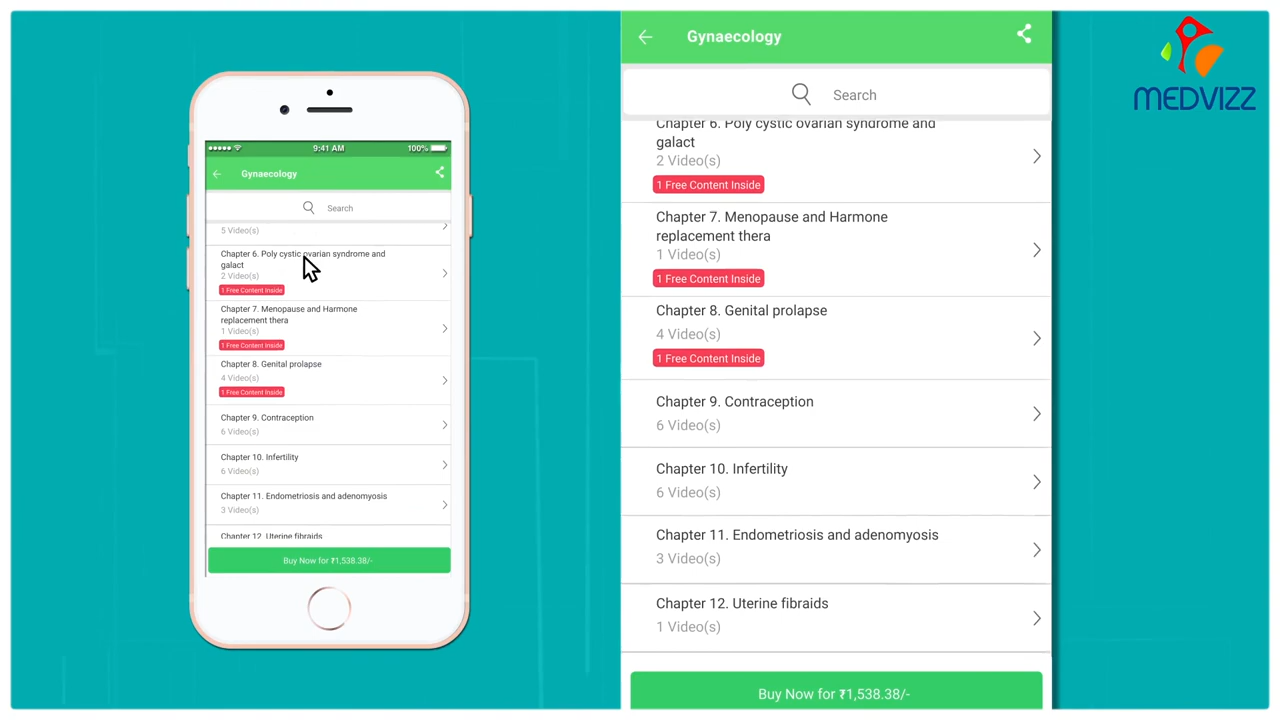 9:41 AM
100%
Gynaecology
Search
5 Video(s)
Chapter 6. Poly cystic ovarian syndrome and
galact
2 Video(s)
1 Free Content Inside
Chapter 7. Menopause and Harmone
replacement thera
1 Video(s)
1 Free Content Inside
Chapter 8. Genital prolapse
4 Video(s)
1 Free Content Inside
Chapter 9. Contraception
6 Video(s)
Chapter 10. Infertility
6 Video(s)
Chapter 11. Endometriosis and adenomyosis
3 Video(s)
Chapter 12. Uterine fibraids
Buy Now for ₹1,538.38/-
Gynaecology
Search
Chapter 6. Poly cystic ovarian syndrome and
galact
2 Video(s)
1 Free Content Inside
Chapter 7. Menopause and Harmone
replacement thera
1 Video(s)
1 Free Content Inside
Chapter 8. Genital prolapse
4 Video(s)
1 Free Content Inside
Chapter 9. Contraception
6 Video(s)
Chapter 10. Infertility
6 Video(s)
Chapter 11. Endometriosis and adenomyosis
3 Video(s)
Chapter 12. Uterine fibraids
1 Video(s)
Buy Now for ₹1,538.38/-
MEDVIZZ